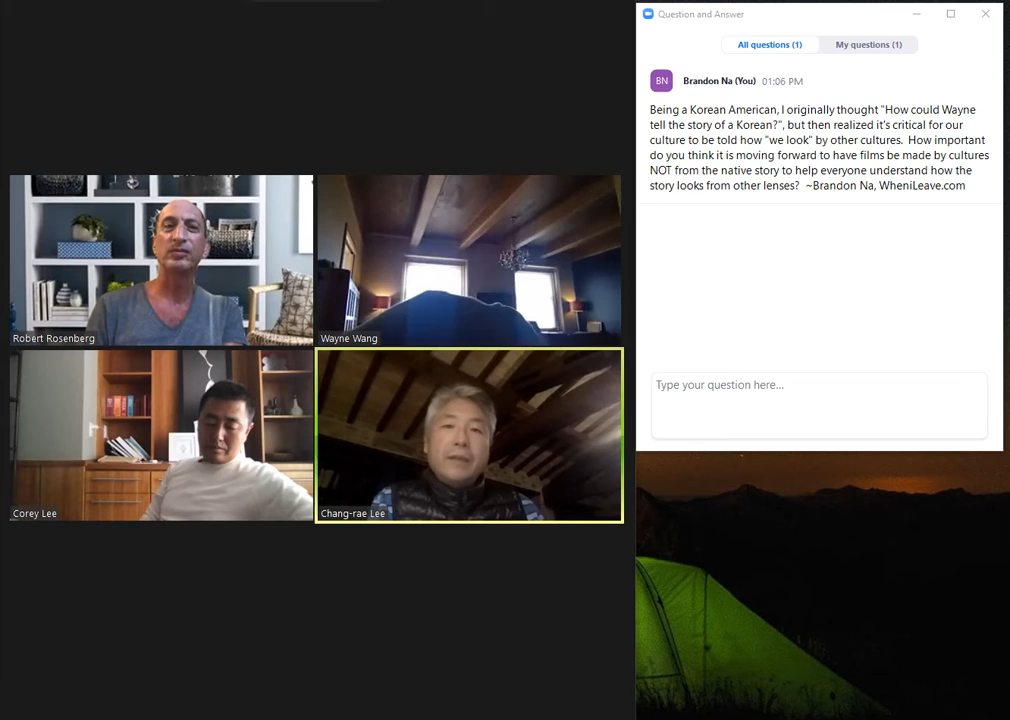 Question and Answer
All questions (1)
My questions (1)
BN
Brandon Na (You) 01:06 PM
Being a Korean American, I originally thought "How could Wayne
tell the story of a Korean?", but then realized it's critical for our
culture to be told how "we look" by other cultures.  How important
do you think it is moving forward to have films be made by cultures
NOT from the native story to help everyone understand how the
story looks from other lenses?  ~Brandon Na, WheniLeave.com
Type your question here...
Robert Rosenberg
Wayne Wang
Corey Lee
Chang-rae Lee